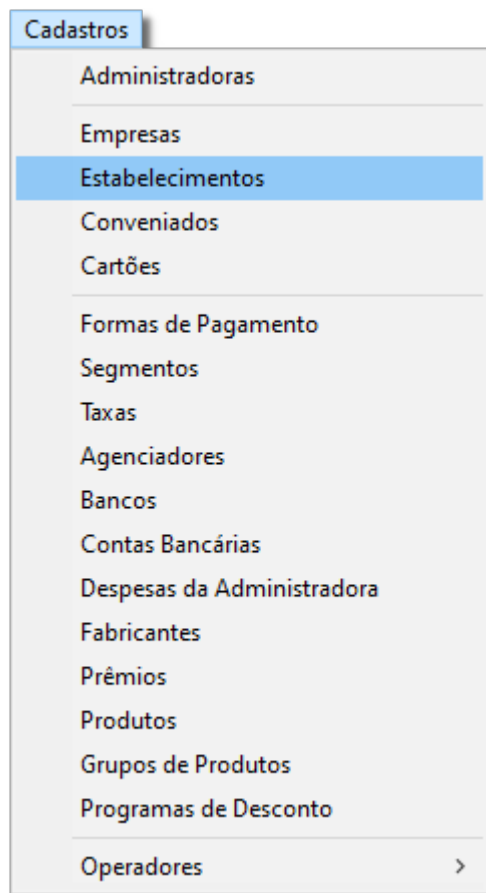 Cadastros
Administradoras
Empresas
Estabelecimentos
Conveniados
Cartões
Formas de Pagamento
Segmentos
Taxas
Agenciadores
Bancos
Contas Bancárias
Despesas da Administradora
Fabricantes
Prêmios
Produtos
Grupos de Produtos
Programas de Desconto
Operadores